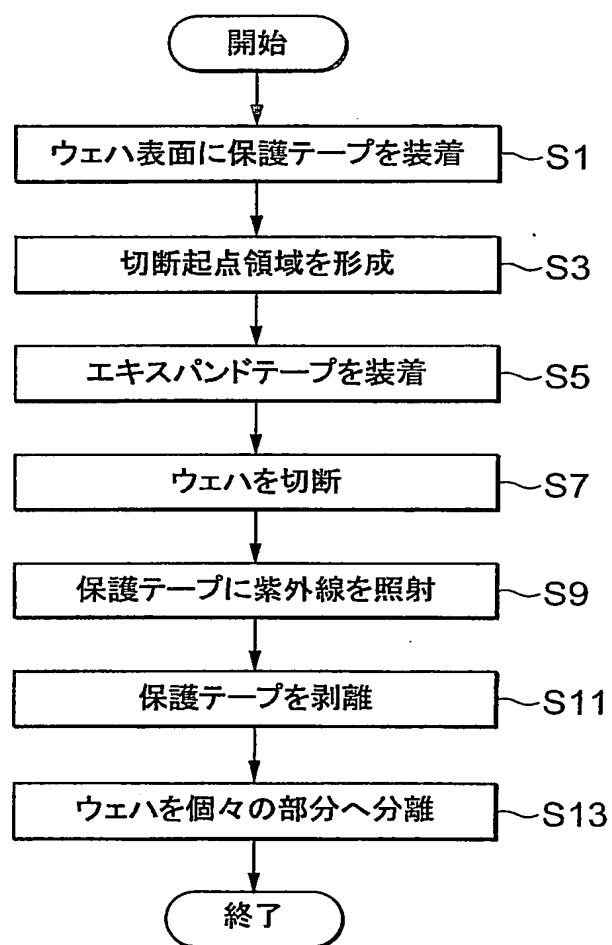 開始
ウェハ表面に保護テープを装着 S1
切断起点領域を形成 S3
エキスパンドテープを装着 S5
ウェハを切断 S7
保護テープに紫外線を照射 S9
保護テープを剥離 S11
ウェハを個々の部分へ分離 S13
終了